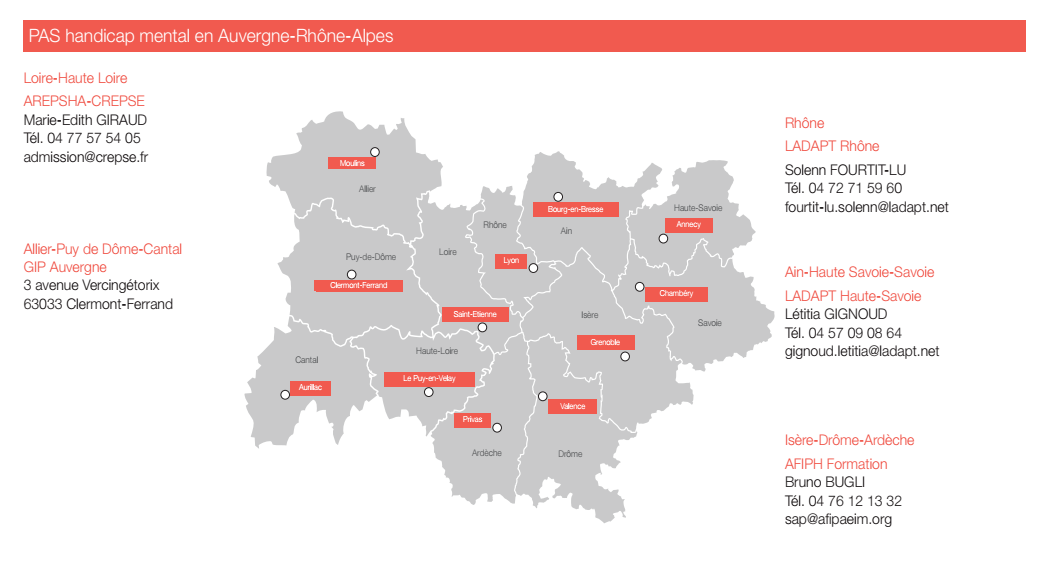 PAS handicap mental en Auvergne-Rhône-Alpes
Loire-Haute Loire
AREPSHA-CREPSE
Marie-Edith GIRAUD
Tél. 04 77 57 54 05
admission@crepse.fr
Allier-Puy de Dôme-Cantal
GIP Auvergne
3 avenue Vercingétorix
63033 Clermont-Ferrand
Moulins
Allier
Bourg-en-Bresse
Ain
Haute-Savoie
Annecy
Rhône
Lyon
Loire
Puy-de-Dôme
Clermont-Ferrand
Chambéry
Savoie
Saint-Etienne
Isère
Grenoble
Haute-Loire
Le Puy-en-Velay
Cantal
Aurillac
Privas
Ardèche
Valence
Drôme
Rhône
LADAPT Rhône
Solenn FOURTIT-LU
Tél. 04 72 71 59 60
fourtit-lu.solenn@ladapt.net
Ain-Haute Savoie-Savoie
LADAPT Haute-Savoie
Létitia GIGNOUD
Tél. 04 57 09 08 64
gignoud.letitia@ladapt.net
Isère-Drôme-Ardèche
AFIPH Formation
Bruno BUGLI
Tél. 04 76 12 13 32
sap@afipaeim.org